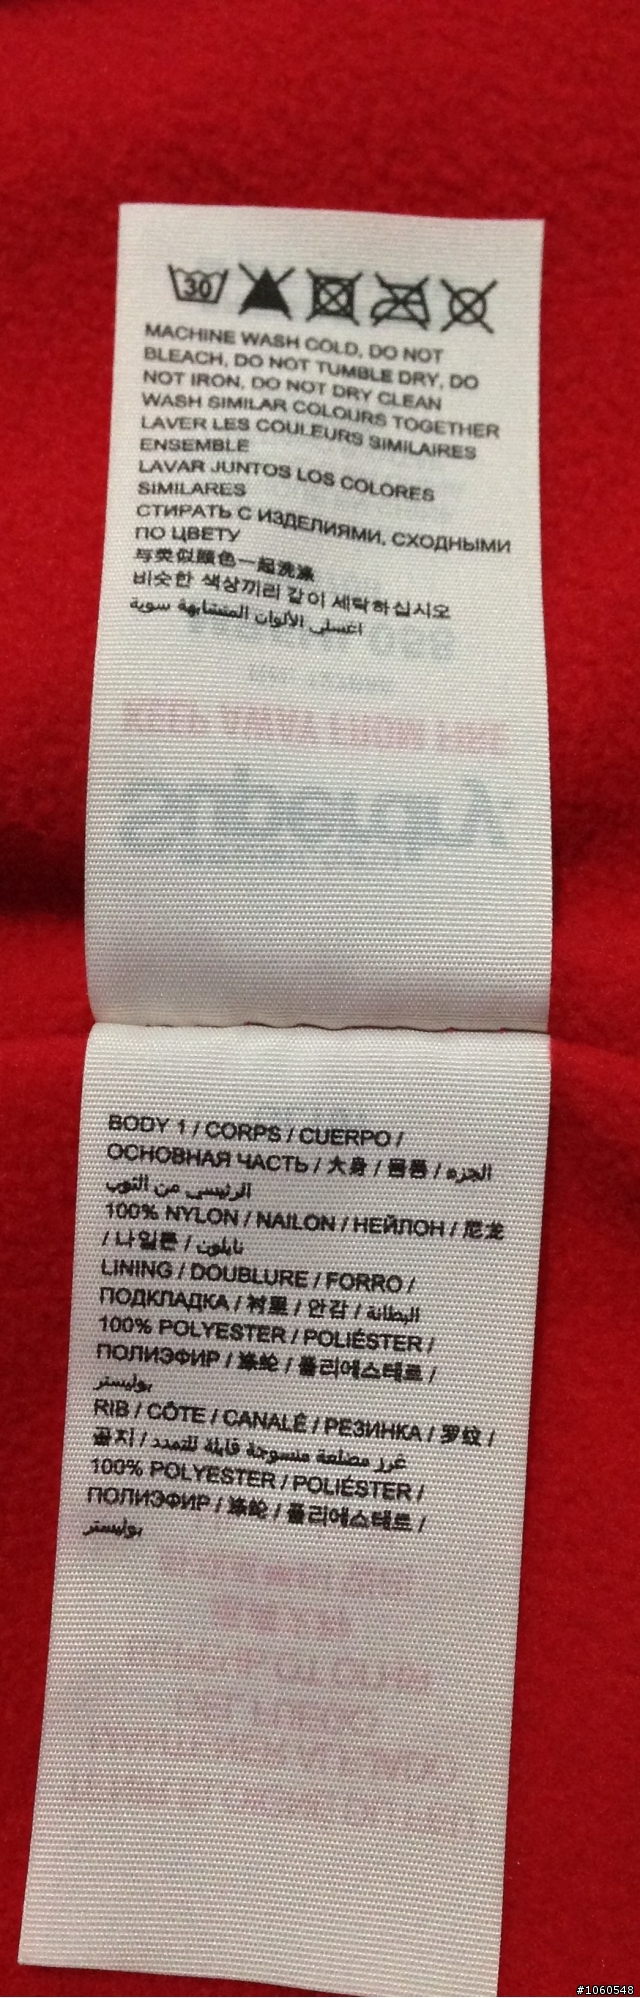 30
MACHINE WASH COLD, DO NOT
BLEACH, DO NOT TUMBLE DRY, DO
NOT IRON, DO NOT DRY CLEAN
WASH SIMILAR COLOURS TOGETHER
LAVER LES COULEURS SIMILAIRES
ENSEMBLE
LAVAR JUNTOS LOS COLORES
SIMILARES
СТИРАТЬ С ИЗДЕЛИЯМИ, СХОДНЫМИ
ПО ЦВЕТУ
与类似颜色一起洗涤
비슷한 색상끼리 같이 세탁하십시오
اغسلي الألوان المتشابهة سوية
KEEP AWAY FROM FIRE
BODY 1 / CORPS / CUERPO /
ОСНОВНАЯ ЧАСТЬ / 大身 / 몸통 / الجزء
الرئيسي من الثوب
100% NYLON / NAILON / НЕЙЛОН / 尼龙
/ 나일론 / نايلون
LINING / DOUBLURE / FORRO /
ПОДКЛАДКА / 衬里 / 안감 / البطانة
100% POLYESTER / POLIÉSTER /
ПОЛИЭФИР / 涤纶 / 폴리에스테르 /
بوليستر
RIB / CÔTE / CANALÉ / РЕЗИНКА / 罗纹 /
골지 / غرز مضلعة منسوجة قابلة للتمدد
100% POLYESTER / POLIÉSTER /
ПОЛИЭФИР / 涤纶 / 폴리에스테르 /
بوليستر
#1060548